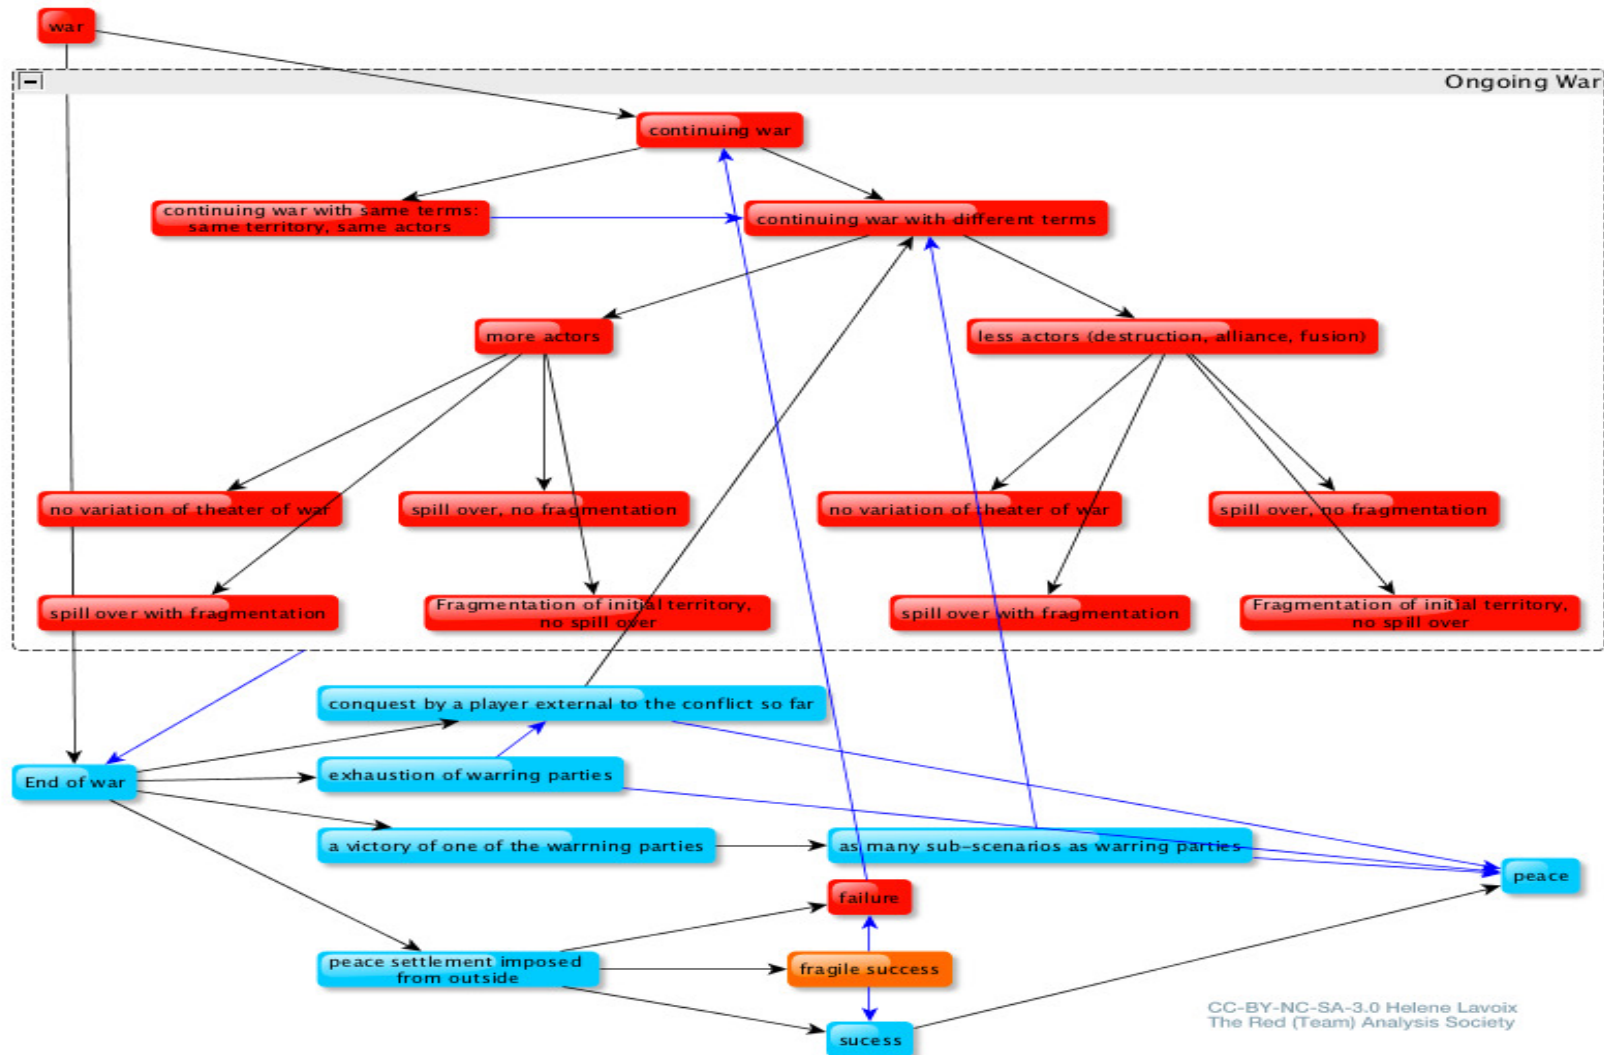 war
Ongoing War
continuing war
continuing war with same terms:
same territory, same actors
continuing war with different terms
more actors
less actors (destruction, alliance, fusion)
no variation of theater of war
spill over, no fragmentation
no variation of theater of war
spill over, no fragmentation
spill over with fragmentation
Fragmentation of initial territory,
no spill over
spill over with fragmentation
Fragmentation of initial territory,
no spill over
conquest by a player external to the conflict so far
End of war
exhaustion of warring parties
a victory of one of the warrning parties
as many sub-scenarios as warring parties
peace
failure
peace settlement imposed
from outside
fragile success
sucess
CC-BY-NC-SA-3.0 Helene Lavoix
The Red (Team) Analysis Society